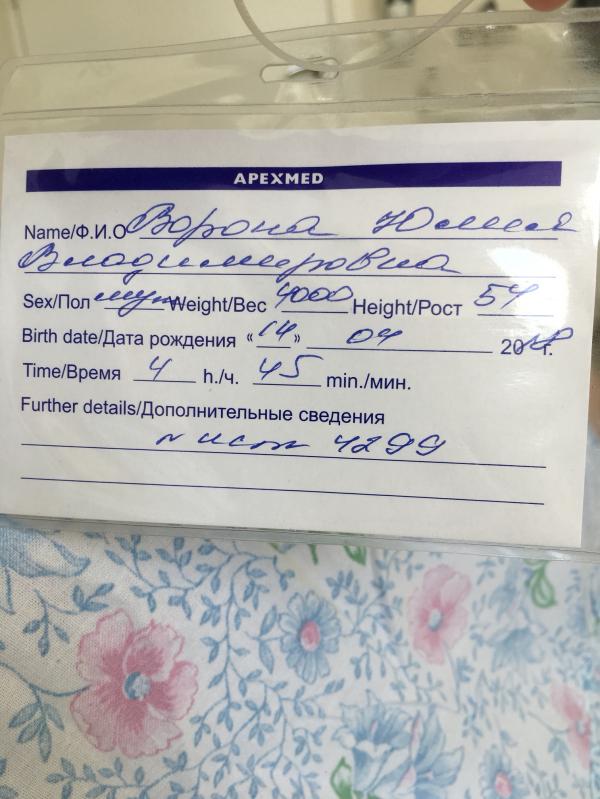 APEXMED
Name/Ф.И.О Ворона Юлия
Владимировна
Sex/Пол муж Weight/Вес 4000 Height/Рост 54
Birth date/Дата рождения «14» 04 20 г.
Time/Время 4 h./ч. 45 min./мин.
Further details/Дополнительные сведения
№ ист 4299